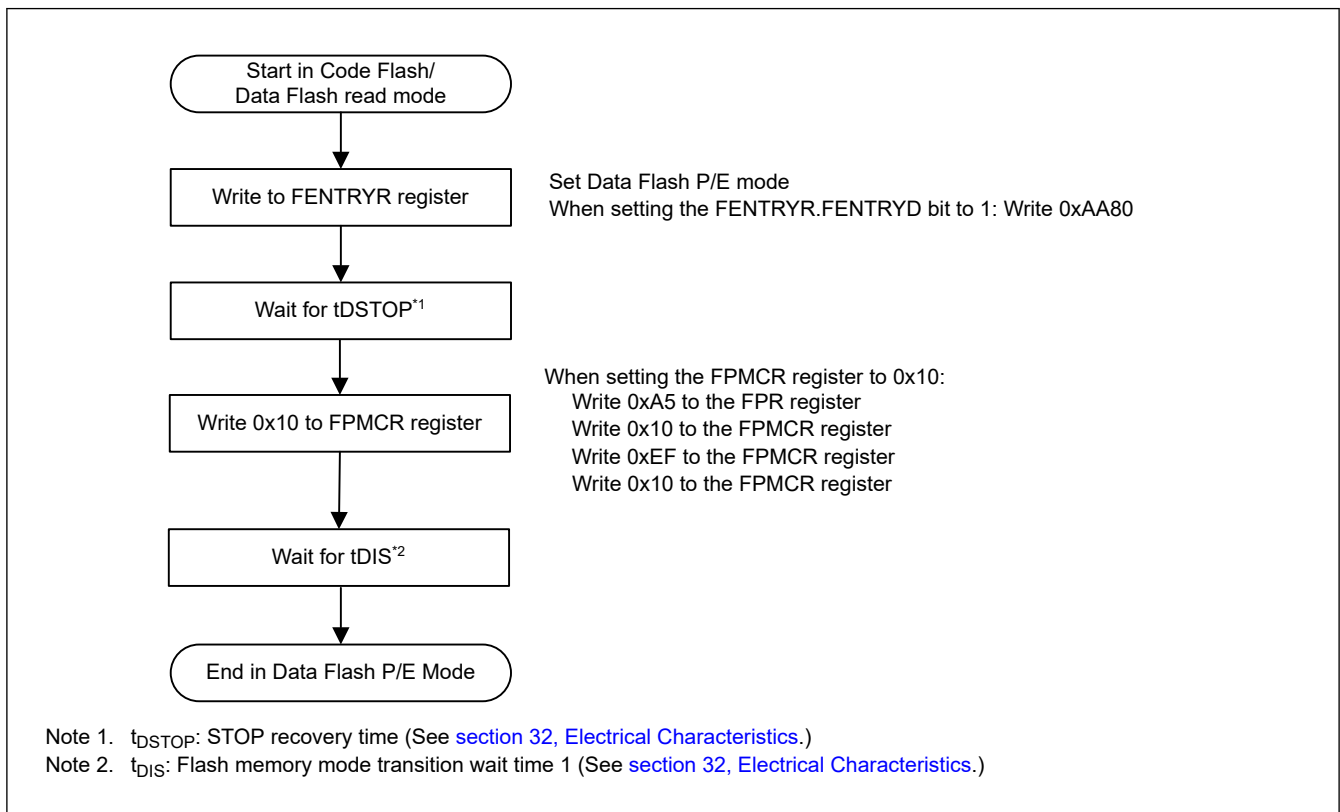 Start in Code Flash/
Data Flash read mode
Write to FENTRYR register
Set Data Flash P/E mode
When setting the FENTRYR.FENTRYD bit to 1: Write 0xAA80
Wait for tDSTOP*1
When setting the FPMCR register to 0x10:
Write 0xA5 to the FPR register
Write 0x10 to FPMCR register
Write 0x10 to the FPMCR register
Write 0xEF to the FPMCR register
Write 0x10 to the FPMCR register
Wait for tDIS*2
End in Data Flash P/E Mode
Note 1. tDSTOP: STOP recovery time (See section 32, Electrical Characteristics.)
Note 2. tDIS: Flash memory mode transition wait time 1 (See section 32, Electrical Characteristics.)